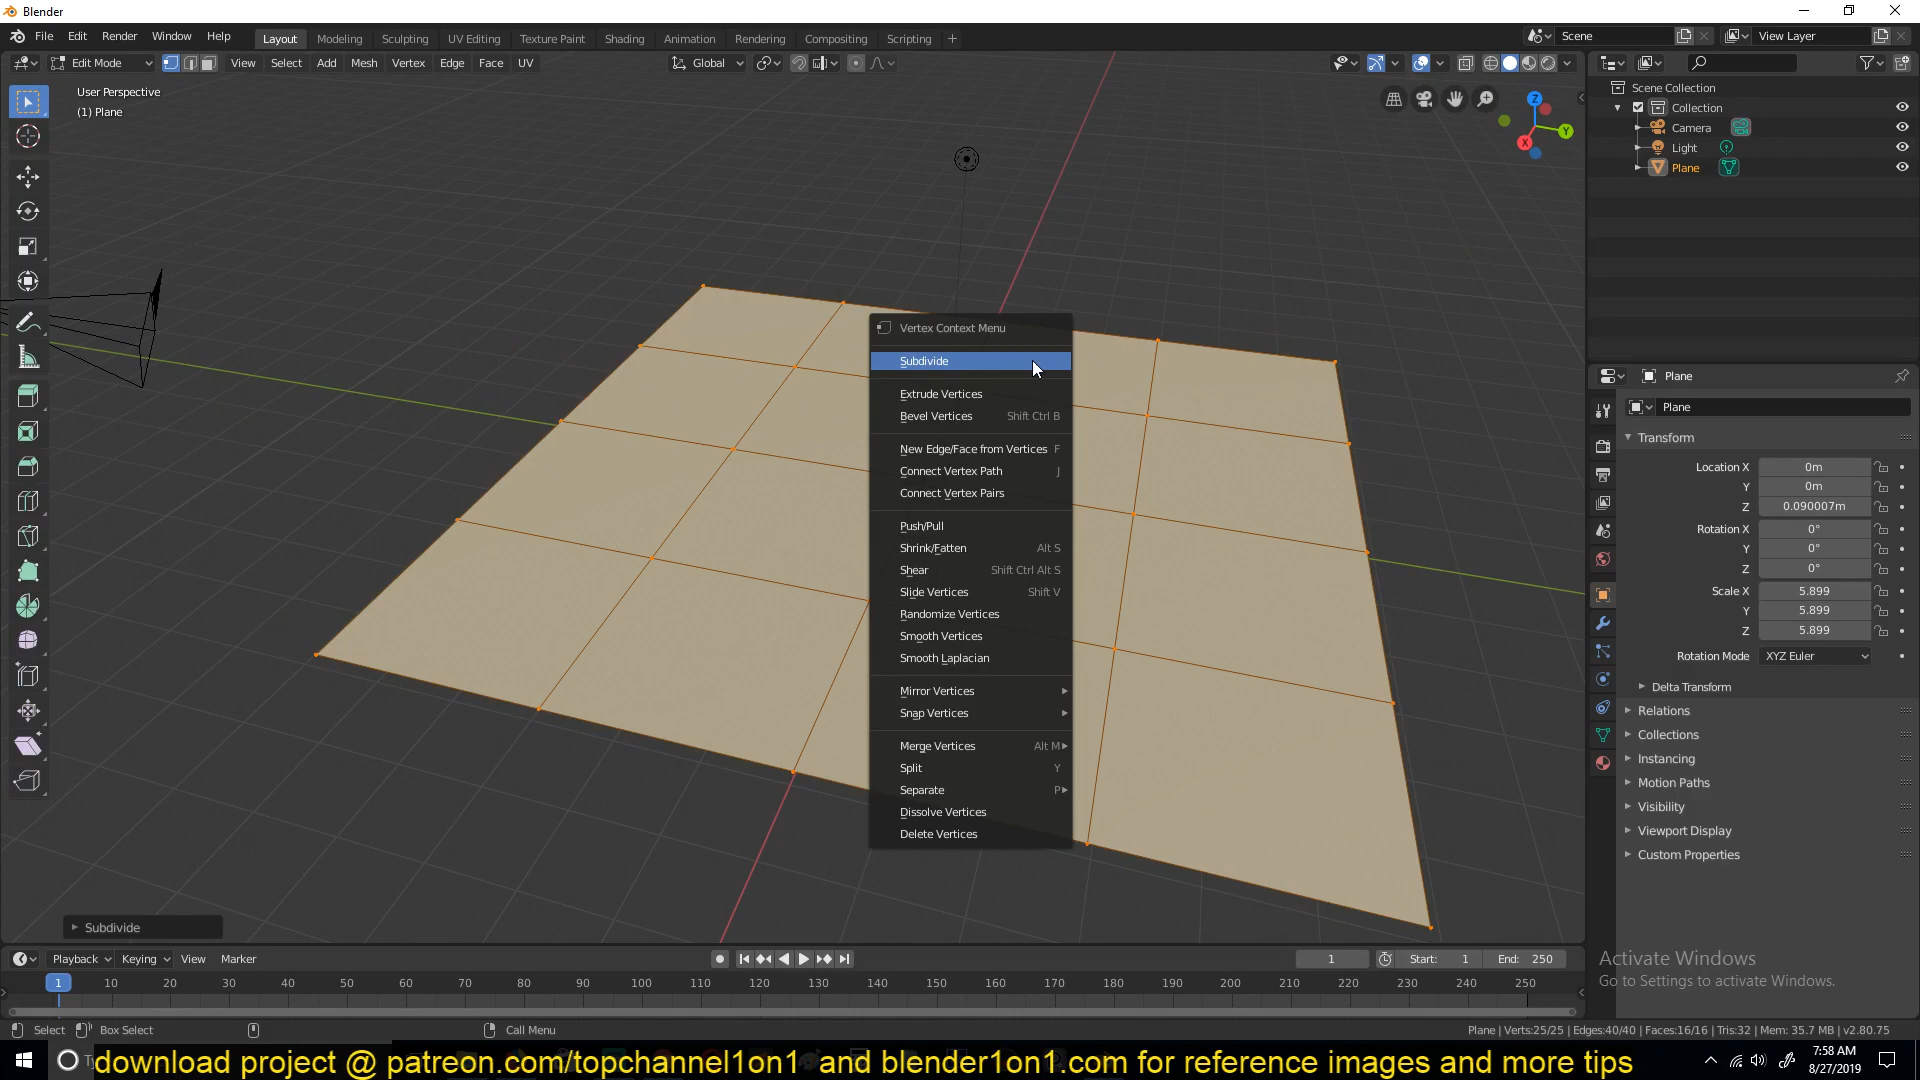 Blender
File Edit Render Window Help Layout Modeling Sculpting UV Editing Texture Paint Shading Animation Rendering Compositing Scripting +
Scene
View Layer
Edit Mode View Select Add Mesh Vertex Edge Face UV Global
User Perspective
(1) Plane
Z
Y
X
Scene Collection
Collection
Camera
Light
Plane
Vertex Context Menu
Subdivide
Extrude Vertices
Bevel Vertices Shift Ctrl B
New Edge/Face from Vertices F
Connect Vertex Path J
Connect Vertex Pairs
Push/Pull
Shrink/Fatten Alt S
Shear Shift Ctrl Alt S
Slide Vertices Shift V
Randomize Vertices
Smooth Vertices
Smooth Laplacian
Mirror Vertices
Snap Vertices
Merge Vertices Alt M
Split Y
Separate P
Dissolve Vertices
Delete Vertices
Plane
Plane
Transform
Location X 0m
Y 0m
Z 0.090007m
Rotation X 0°
Y 0°
Z 0°
Scale X 5.899
Y 5.899
Z 5.899
Rotation Mode XYZ Euler
Delta Transform
Relations
Collections
Instancing
Motion Paths
Visibility
Viewport Display
Custom Properties
Subdivide
Activate Windows
Go to Settings to activate Windows.
Playback Keying View Marker 1 Start: 1 End: 250
1 10 20 30 40 50 60 70 80 90 100 110 120 130 140 150 160 170 180 190 200 210 220 230 240 250
Select Box Select Call Menu
Plane | Verts:25/25 | Edges:40/40 | Faces:16/16 | Tris:32 | Mem: 35.7 MB | v2.80.75
download project @ patreon.com/topchannel1on1 and blender1on1.com for reference images and more tips
7:58 AM
8/27/2019